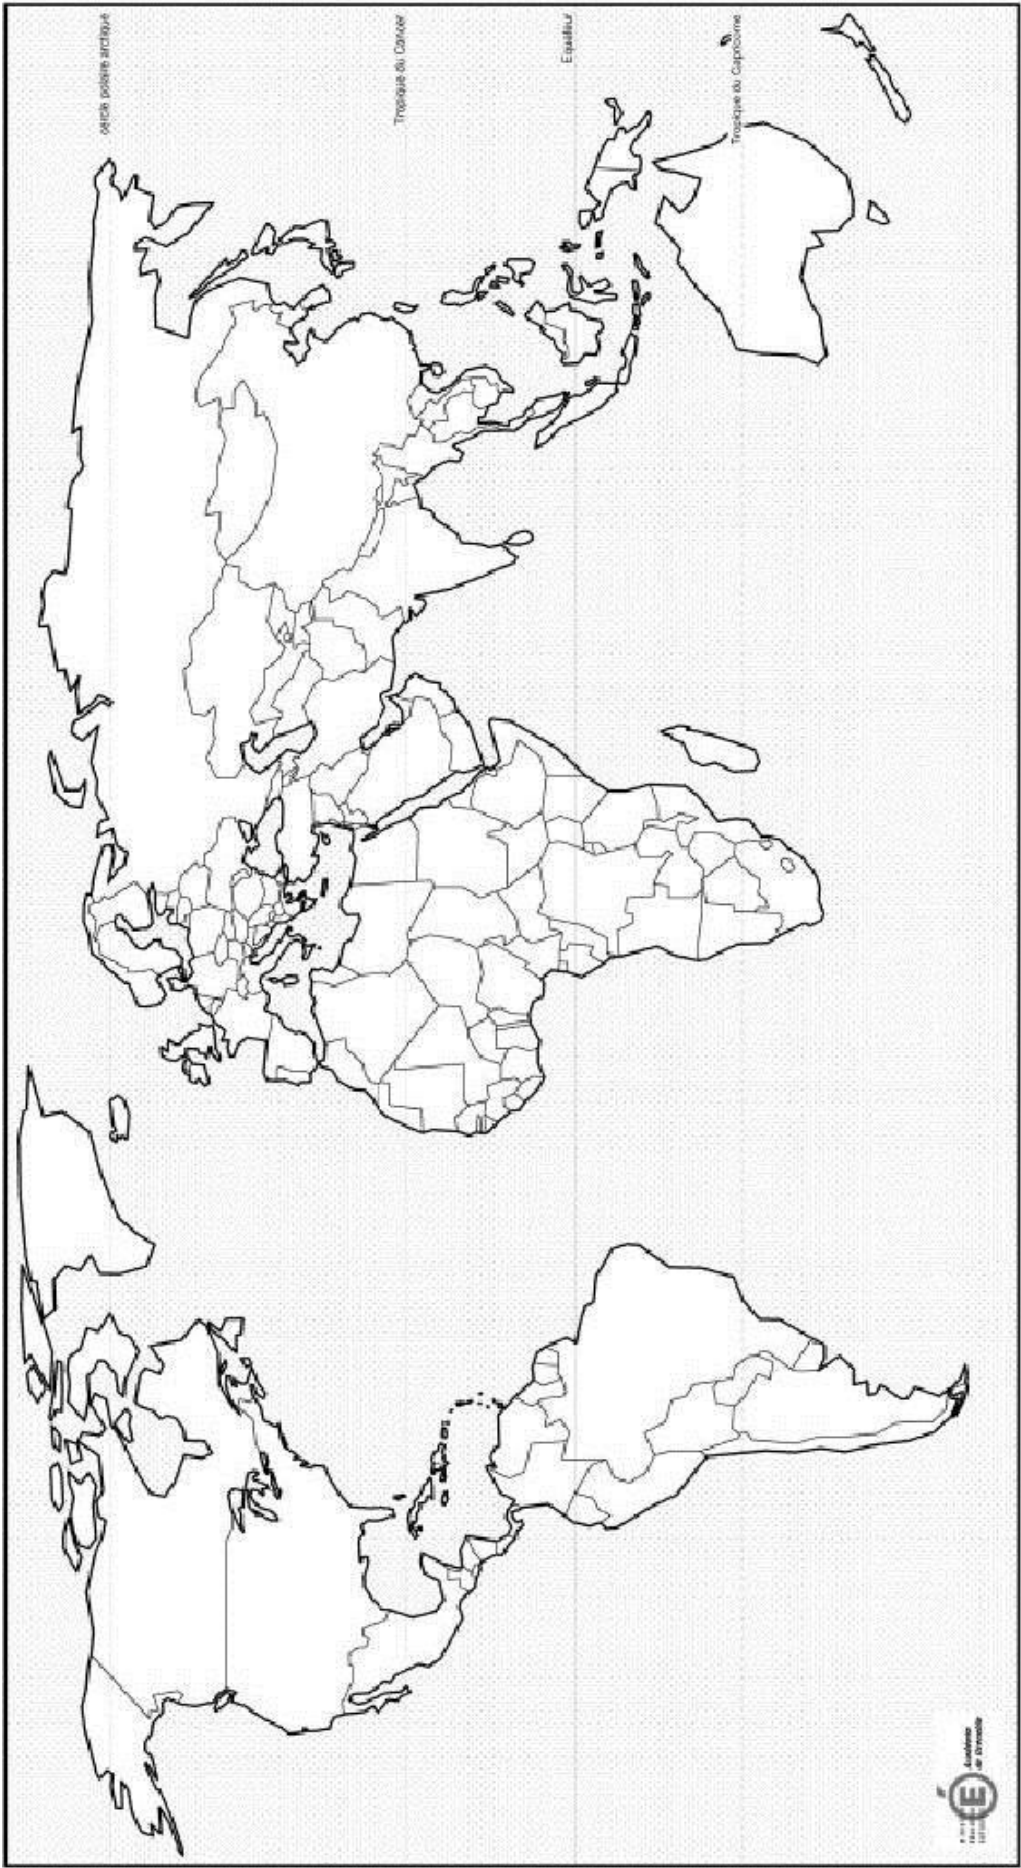 cercle polaire arctique
Tropique du Cancer
Equateur
Tropique du Capricorne
Académie
de Grenoble